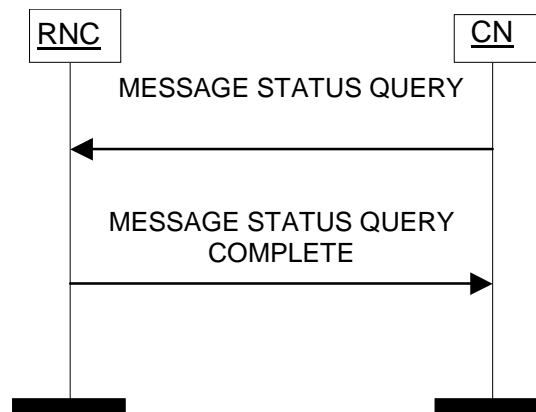 RNC
CN
MESSAGE STATUS QUERY
MESSAGE STATUS QUERY
COMPLETE